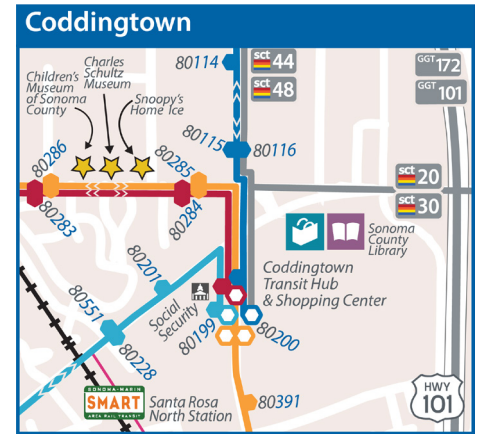 Coddingtown
80114
sct 44
sct 48
GGT 172
GGT 101
Charles
Schultz
Museum
Children's
Museum
of Sonoma
County
Snoopy's
Home Ice
80115
80116
80286
80285
80283
80284
sct 20
sct 30
Sonoma
County
Library
Coddingtown
Transit Hub
& Shopping Center
80201
Social
Security
80199
80200
80551
80228
SONOMA-MARIN
SMART
AREA RAIL TRANSIT
Santa Rosa
North Station
80391
HWY
101